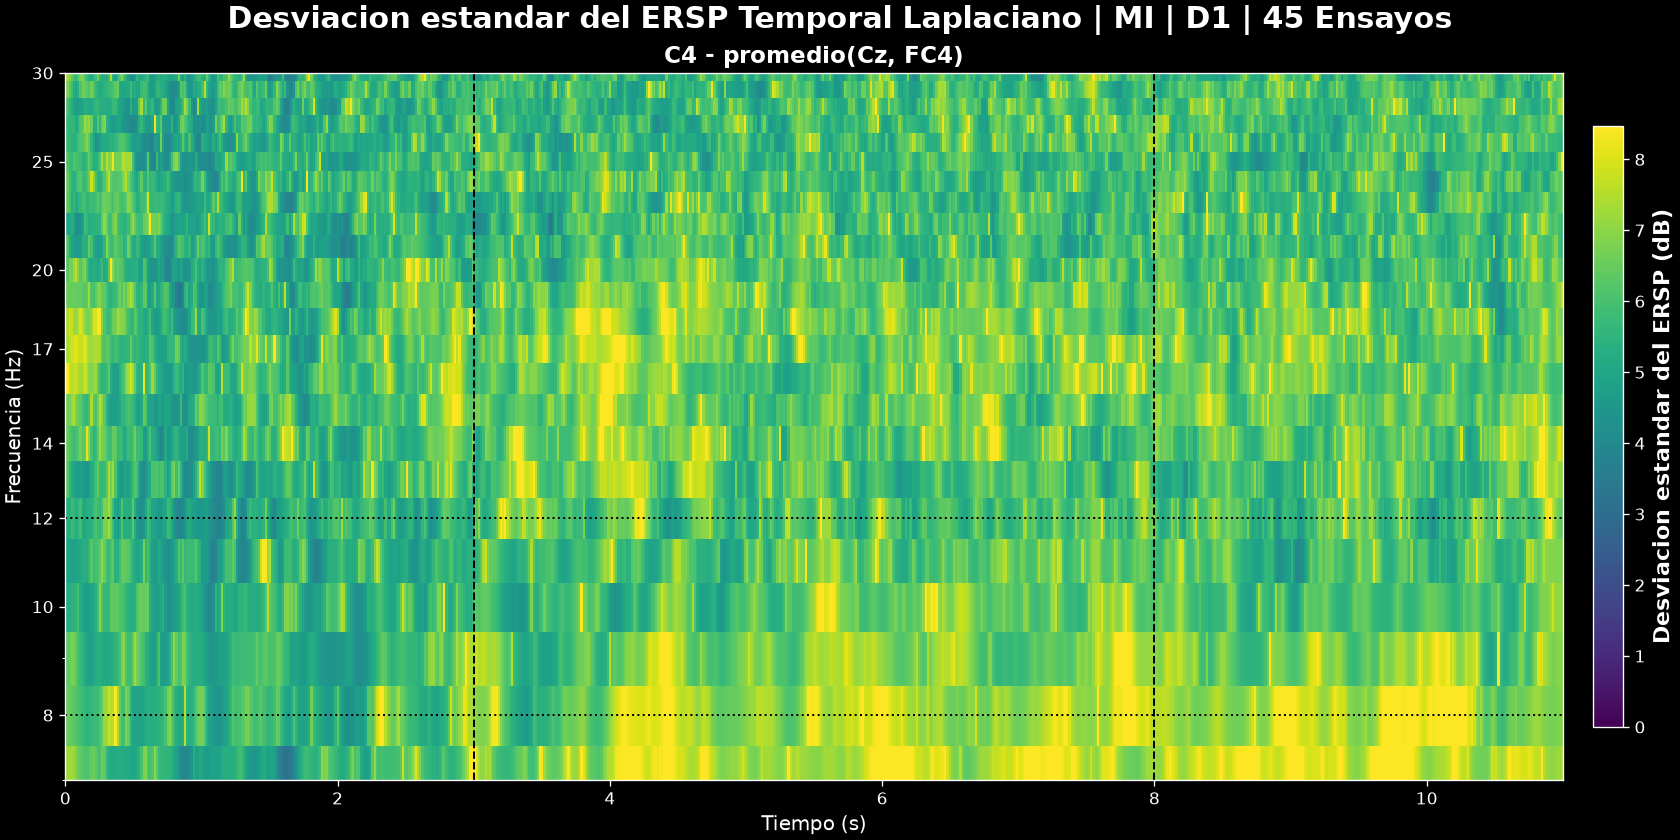 Desviacion estandar del ERSP Temporal Laplaciano | MI | D1 | 45 Ensayos
C4 - promedio(Cz, FC4)
Frecuencia (Hz)
30
25
20
17
14
12
10
8
0 2 4 6 8 10
Tiempo (s)
8
7
6
5
4
3
2
1
0
Desviacion estandar del ERSP (dB)